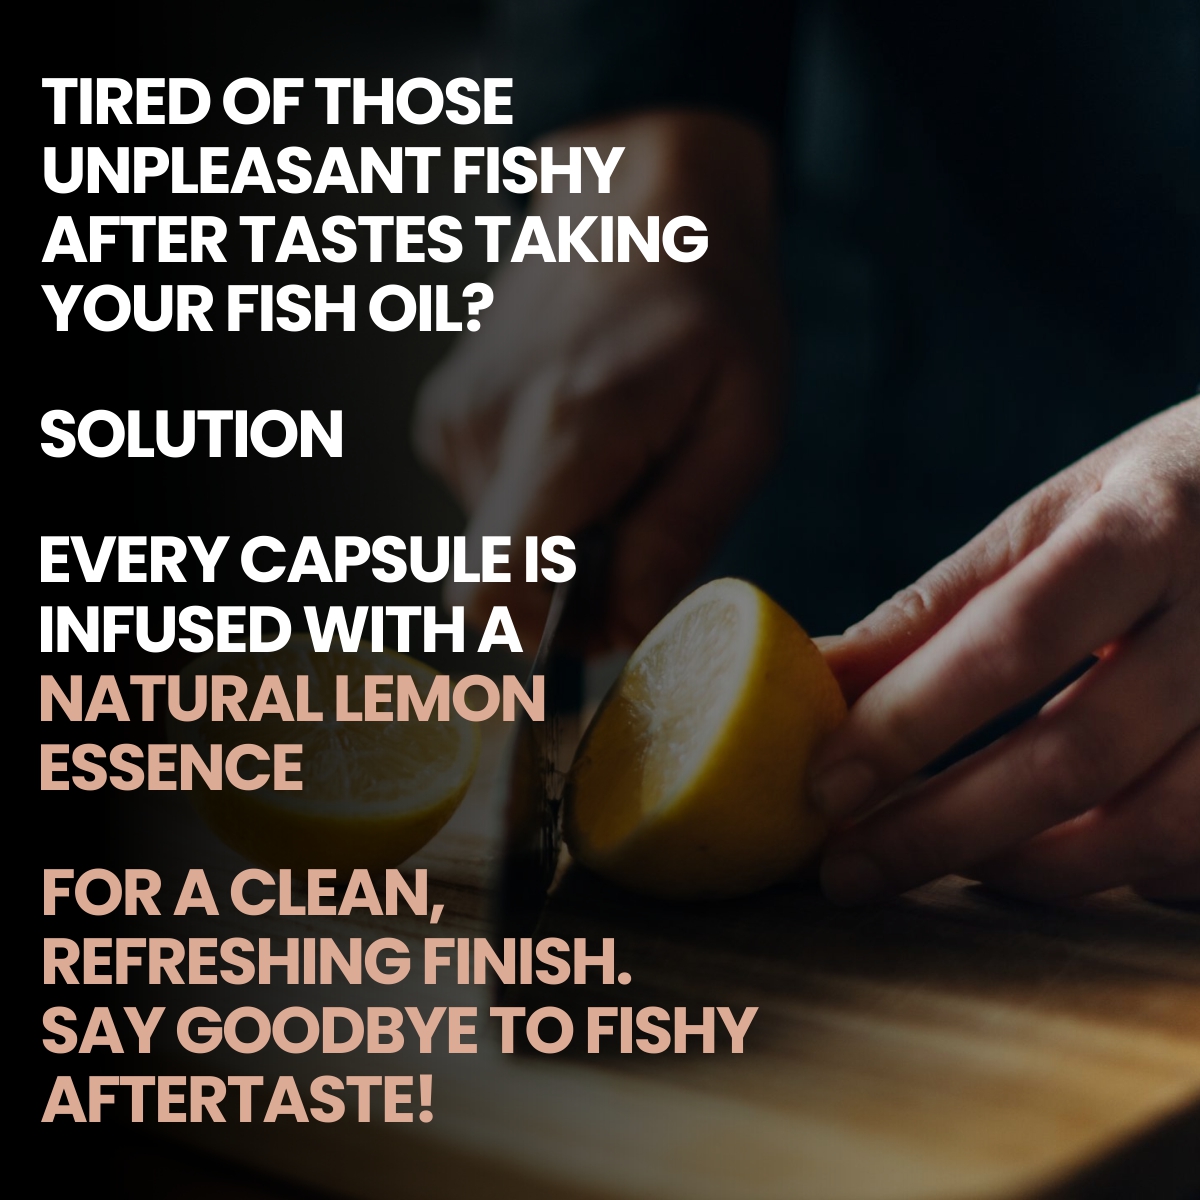 TIRED OF THOSE
UNPLEASANT FISHY
AFTER TASTES TAKING
YOUR FISH OIL?
SOLUTION
EVERY CAPSULE IS
INFUSED WITH A
NATURAL LEMON
ESSENCE
FOR A CLEAN,
REFRESHING FINISH.
SAY GOODBYE TO FISHY
AFTERTASTE!